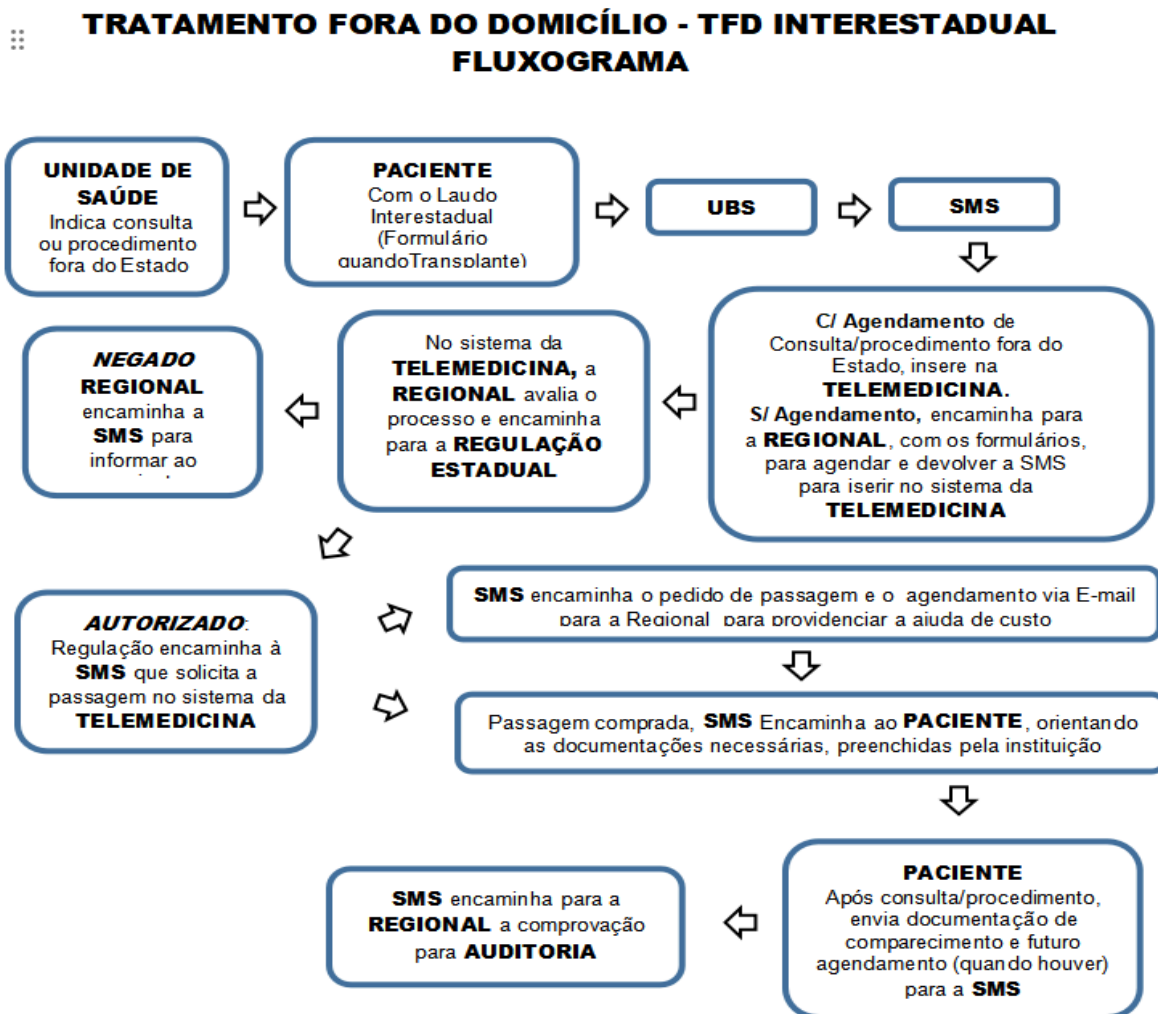 TRATAMENTO FORA DO DOMICÍLIO - TFD INTERESTADUAL
FLUXOGRAMA
UNIDADE DE
SAÚDE
Indica consulta
ou procedimento
fora do Estado
PACIENTE
Com o Laudo
Interestadual
(Formulário
quandoTransplante)
UBS
SMS
C/ Agendamento de
Consulta/procedimento fora do
Estado, insere na
TELEMEDICINA.
S/ Agendamento, encaminha para
a REGIONAL, com os formulários,
para agendar e devolver a SMS
para iserir no sistema da
TELEMEDICINA
No sistema da
TELEMEDICINA, a
REGIONAL avalia o
processo e encaminha
para a REGULAÇÃO
ESTADUAL
NEGADO
REGIONAL
encaminha a
SMS para
informar ao
AUTORIZADO:
Regulação encaminha à
SMS que solicita a
passagem no sistema da
TELEMEDICINA
SMS encaminha o pedido de passagem e o agendamento via E-mail
para a Regional para providenciar a ajuda de custo
Passagem comprada, SMS Encaminha ao PACIENTE, orientando
as documentações necessárias, preenchidas pela instituição
PACIENTE
Após consulta/procedimento,
envia documentação de
comparecimento e futuro
agendamento (quando houver)
para a SMS
SMS encaminha para a
REGIONAL a comprovação
para AUDITORIA